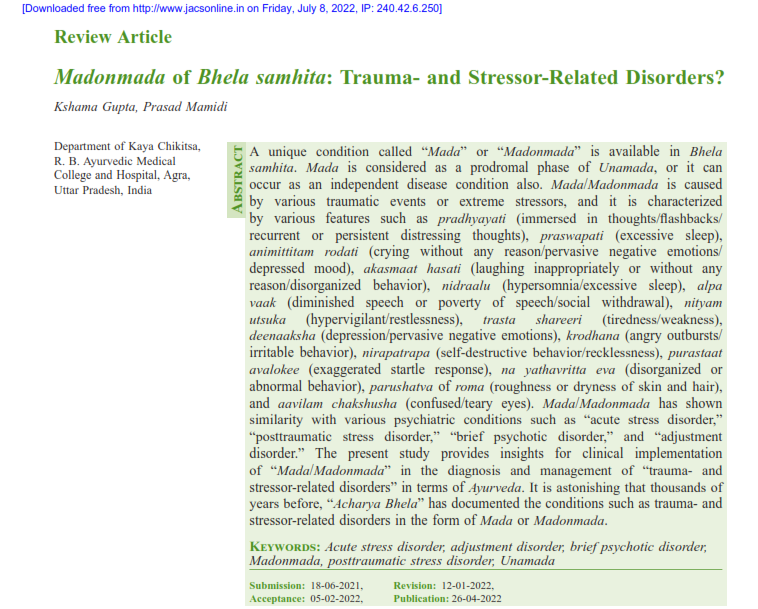 [Downloaded free from http://www.jacsonline.in on Friday, July 8, 2022, IP: 240.42.6.250]
Review Article
Madonmada of Bhela samhita: Trauma- and Stressor-Related Disorders?
Kshama Gupta, Prasad Mamidi
Department of Kaya Chikitsa,
R. B. Ayurvedic Medical
College and Hospital, Agra,
Uttar Pradesh, India
Abstract
A unique condition called “Mada” or “Madonmada” is available in Bhela
samhita. Mada is considered as a prodromal phase of Unamada, or it can
occur as an independent disease condition also. Mada/Madonmada is caused
by various traumatic events or extreme stressors, and it is characterized
by various features such as pradhyayati (immersed in thoughts/flashbacks/
recurrent or persistent distressing thoughts), praswapati (excessive sleep),
animittitam rodati (crying without any reason/pervasive negative emotions/
depressed mood), akasmaat hasati (laughing inappropriately or without any
reason/disorganized behavior), nidraalu (hypersomnia/excessive sleep), alpa
vaak (diminished speech or poverty of speech/social withdrawal), nityam
utsuka (hypervigilant/restlessness), trasta shareeri (tiredness/weakness),
deenaaksha (depression/pervasive negative emotions), krodhana (angry outbursts/
irritable behavior), nirapatrapa (self-destructive behavior/recklessness), purastaat
avalokee (exaggerated startle response), na yathavritta eva (disorganized or
abnormal behavior), parushatva of roma (roughness or dryness of skin and hair),
and aavilam chakshusha (confused/teary eyes). Mada/Madonmada has shown
similarity with various psychiatric conditions such as “acute stress disorder,”
“posttraumatic stress disorder,” “brief psychotic disorder,” and “adjustment
disorder.” The present study provides insights for clinical implementation
of “Mada/Madonmada” in the diagnosis and management of “trauma- and
stressor-related disorders” in terms of Ayurveda. It is astonishing that thousands of
years before, “Acharya Bhela” has documented the conditions such as trauma- and
stressor-related disorders in the form of Mada or Madonmada.
Keywords: Acute stress disorder, adjustment disorder, brief psychotic disorder,
Madonmada, posttraumatic stress disorder, Unamada
Submission: 18-06-2021, Revision: 12-01-2022,
Acceptance: 05-02-2022, Publication: 26-04-2022